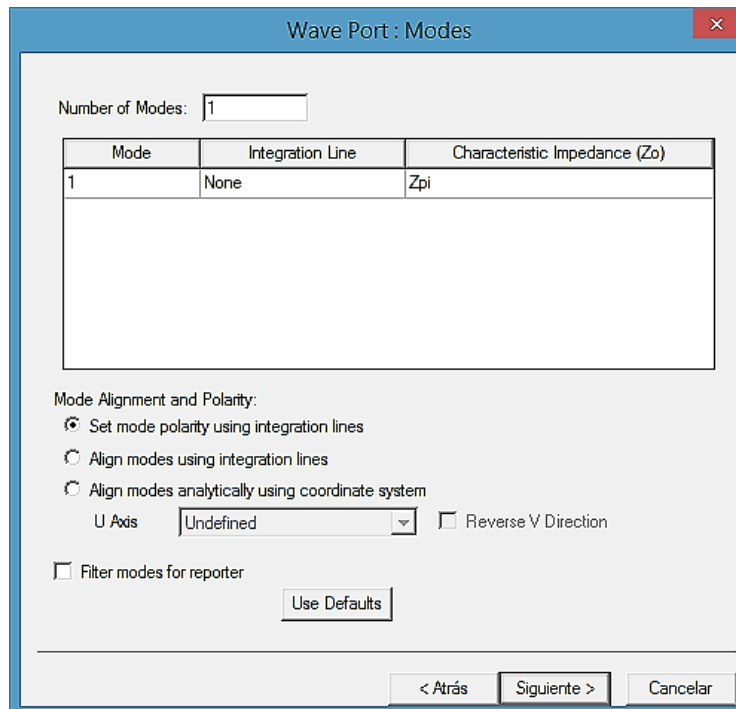 Wave Port : Modes
Number of Modes: 1
Mode Integration Line Characteristic Impedance (Zo)
1 None Zpi
Mode Alignment and Polarity:
Set mode polarity using integration lines
Align modes using integration lines
Align modes analytically using coordinate system
U Axis Undefined Reverse V Direction
Filter modes for reporter
Use Defaults
< Atrás Siguiente > Cancelar